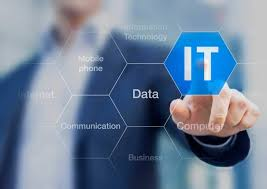 Information
Technology
IT
Mobile
phone
Internet
Data
Communication
Computer
Business